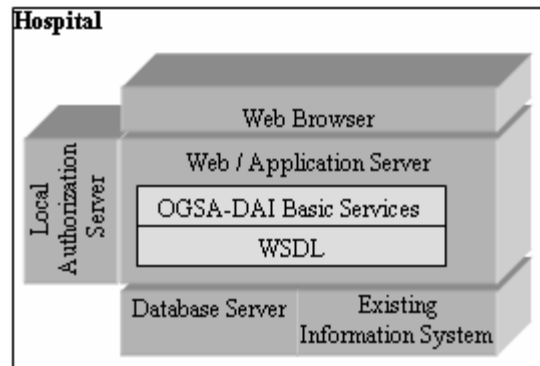 Hospital
Web Browser
Local
Authorization
Server
Web / Application Server
OGSA-DAI Basic Services
WSDL
Database Server
Existing
Information System